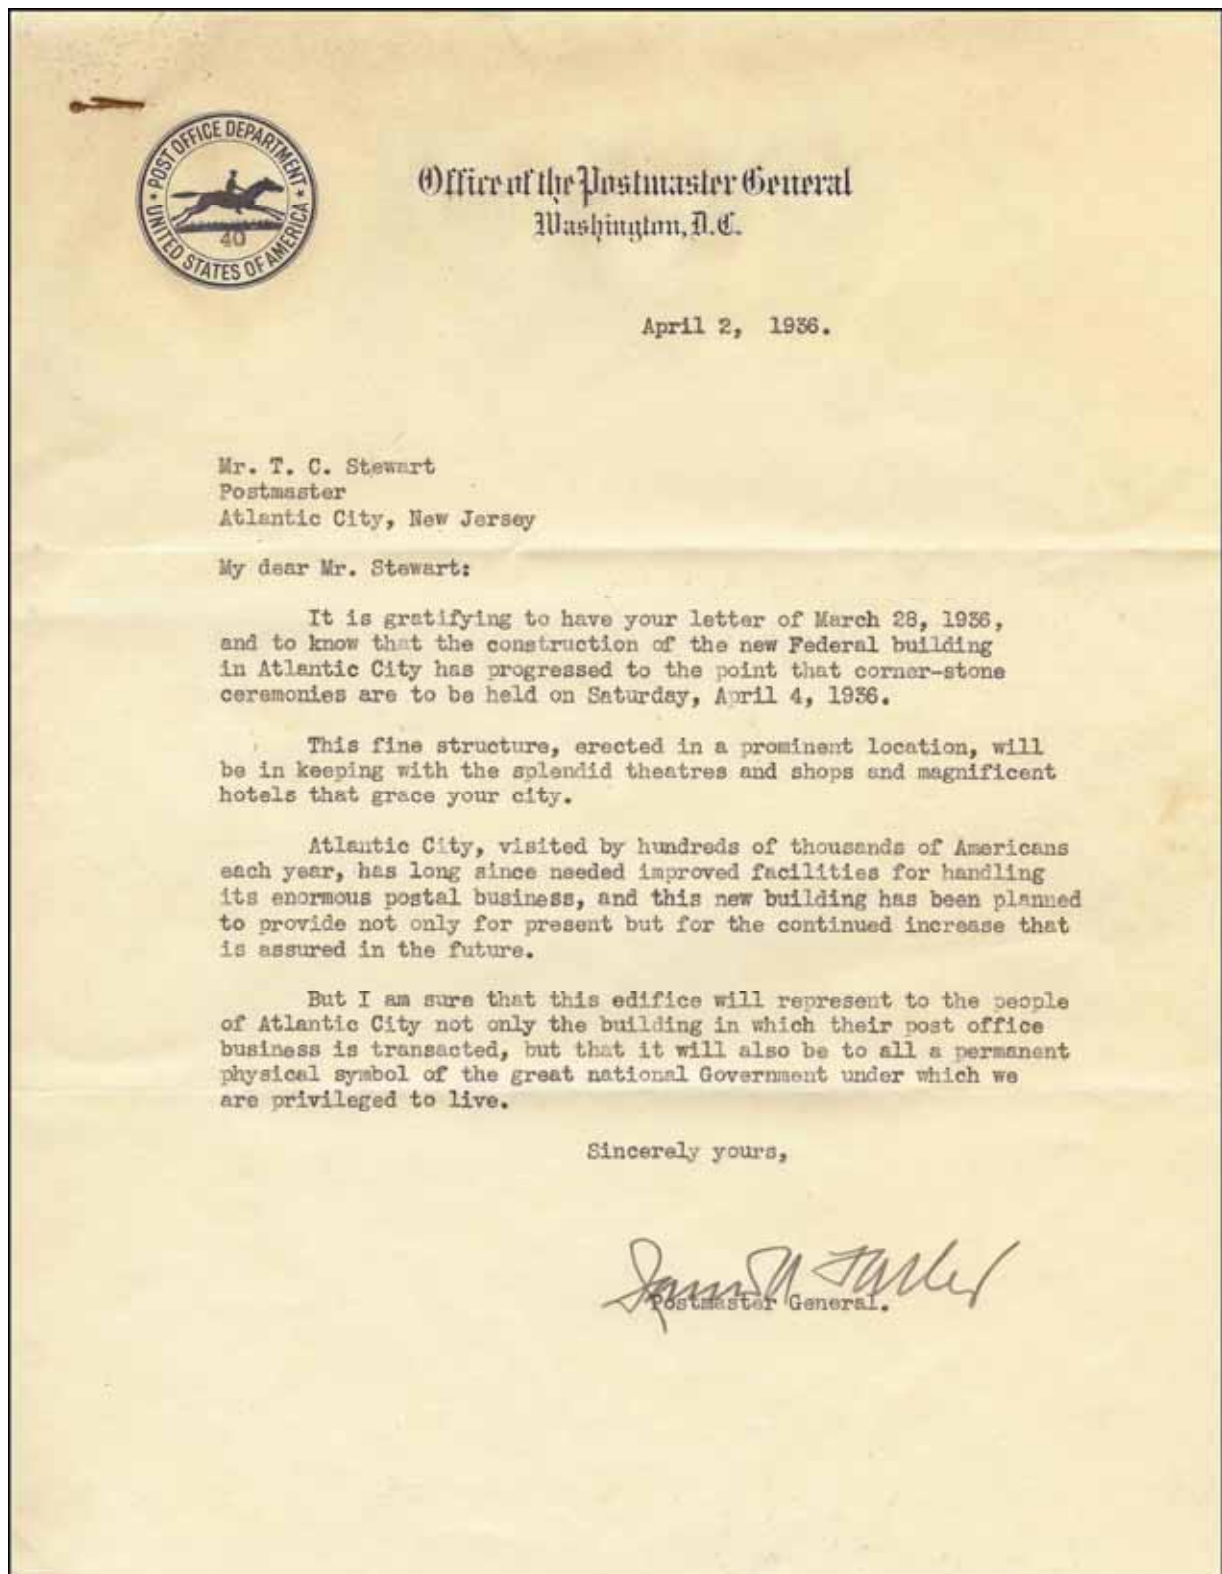 POST OFFICE DEPARTMENT
UNITED STATES OF AMERICA
40
Office of the Postmaster General
Washington, D.C.
April 2, 1936.
Mr. T. C. Stewart
Postmaster
Atlantic City, New Jersey
My dear Mr. Stewart:
It is gratifying to have your letter of March 28, 1936,
and to know that the construction of the new Federal building
in Atlantic City has progressed to the point that corner-stone
ceremonies are to be held on Saturday, April 4, 1936.
This fine structure, erected in a prominent location, will
be in keeping with the splendid theatres and shops and magnificent
hotels that grace your city.
Atlantic City, visited by hundreds of thousands of Americans
each year, has long since needed improved facilities for handling
its enormous postal business, and this new building has been planned
to provide not only for present but for the continued increase that
is assured in the future.
But I am sure that this edifice will represent to the people
of Atlantic City not only the building in which their post office
business is transacted, but that it will also be to all a permanent
physical symbol of the great national Government under which we
are privileged to live.
Sincerely yours,
James A Farley
Postmaster General.